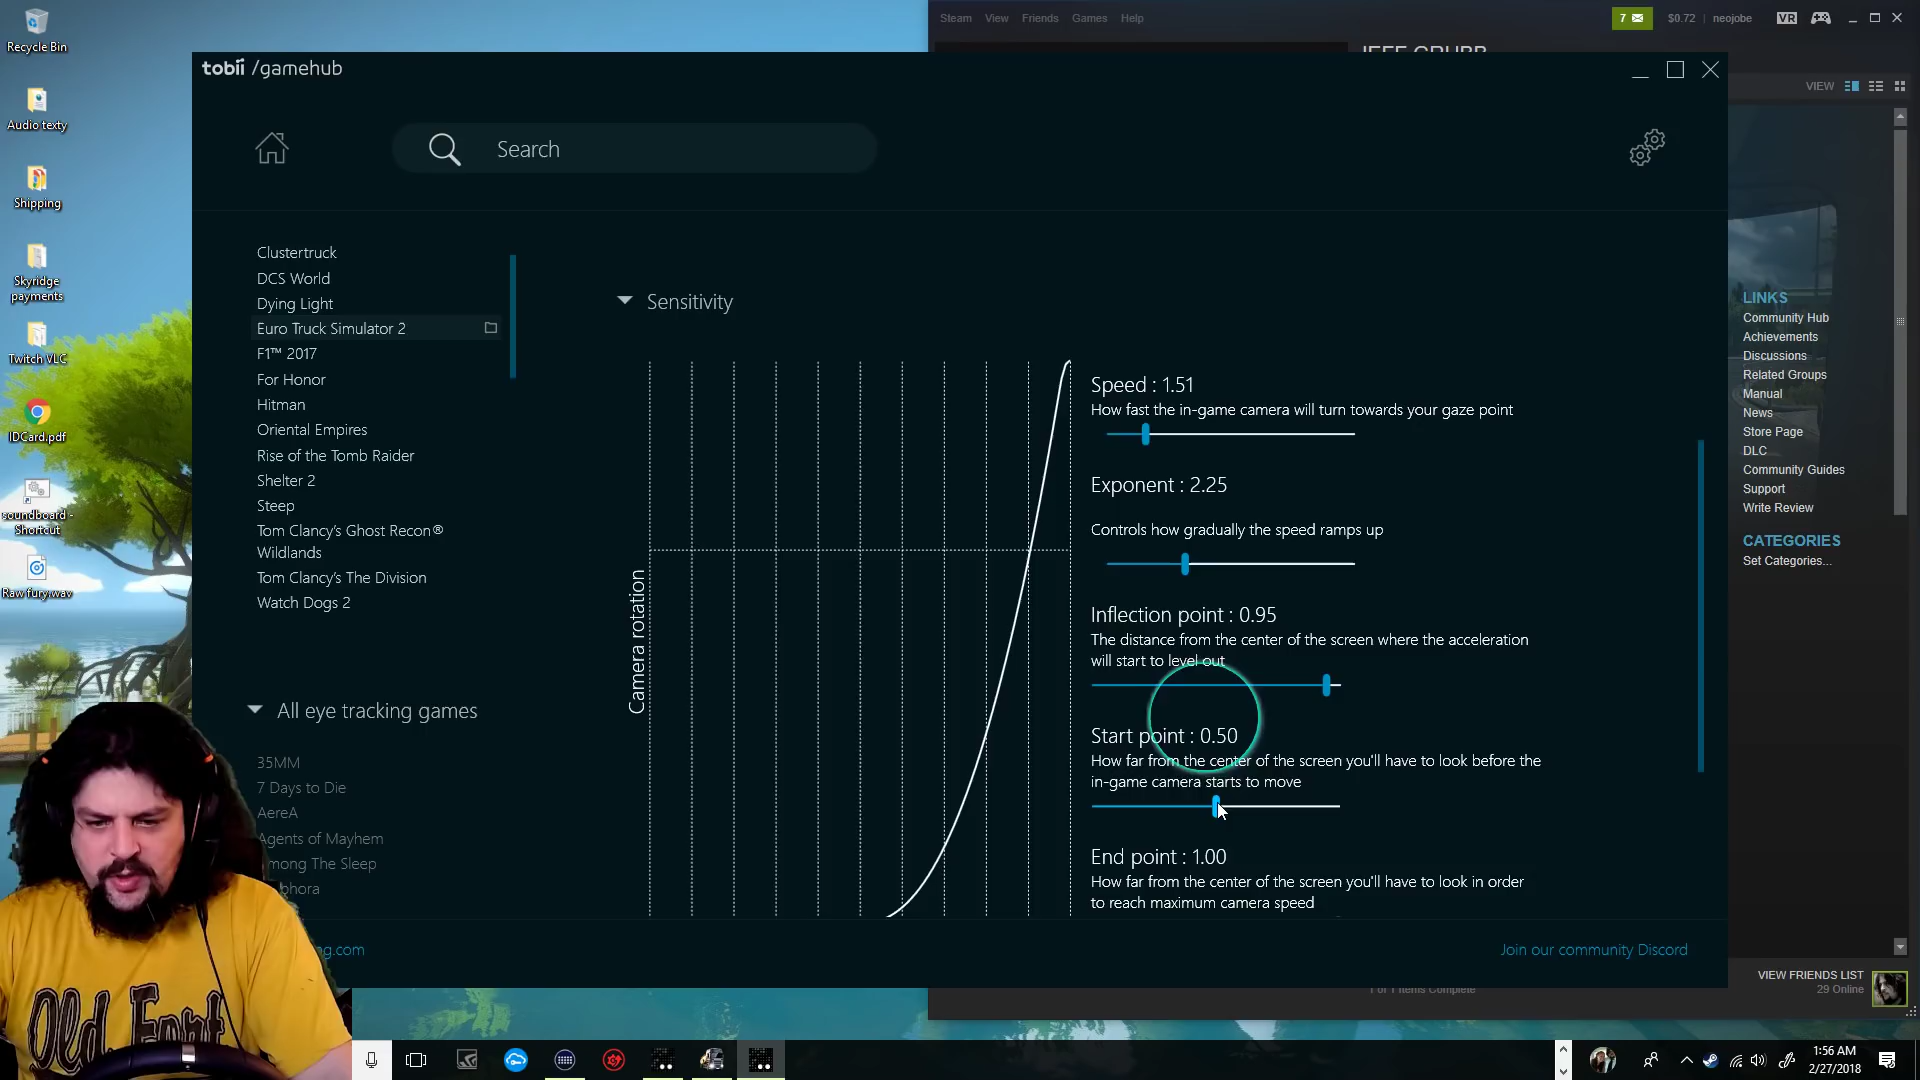 Recycle Bin
Audio texty
Shipping
Skyridge
payments
Twitch VLC
IDCard.pdf
soundboard -
Shortcut
Raw fury.wav
Steam View Friends Games Help
7
$0.72 neojobe
VR
VIEW
tobii /gamehub
Search
Clustertruck
DCS World
Dying Light
Euro Truck Simulator 2
F1™ 2017
For Honor
Hitman
Oriental Empires
Rise of the Tomb Raider
Shelter 2
Steep
Tom Clancy's Ghost Recon®
Wildlands
Tom Clancy's The Division
Watch Dogs 2
All eye tracking games
35MM
7 Days to Die
AereA
Agents of Mayhem
Sensitivity
Camera rotation
Speed : 1.51
How fast the in-game camera will turn towards your gaze point
Exponent : 2.25
Controls how gradually the speed ramps up
Inflection point : 0.95
The distance from the center of the screen where the acceleration
will start to level out
Start point : 0.50
How far from the center of the screen you'll have to look before the
in-game camera starts to move
End point : 1.00
How far from the center of the screen you'll have to look in order
to reach maximum camera speed
Join our community Discord
LINKS
Community Hub
Achievements
Discussions
Related Groups
Manual
News
Store Page
DLC
Community Guides
Support
Write Review
CATEGORIES
Set Categories...
VIEW FRIENDS LIST
29 Online
Old Font
1:56 AM
2/27/2018